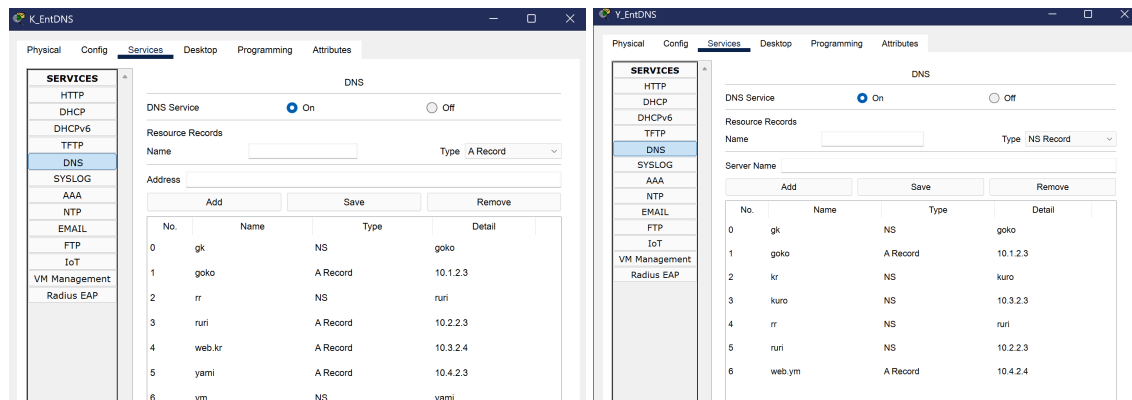 K_EntDNS
Physical Config Services Desktop Programming Attributes
SERVICES
HTTP
DHCP
DHCPv6
TFTP
DNS
SYSLOG
AAA
NTP
EMAIL
FTP
IoT
VM Management
Radius EAP
DNS
DNS Service On Off
Resource Records
Name Type A Record
Address
Add Save Remove
No. Name Type Detail
0 gk NS goko
1 goko A Record 10.1.2.3
2 rr NS ruri
3 ruri A Record 10.2.2.3
4 web.kr A Record 10.3.2.4
5 yami A Record 10.4.2.3
6 ym NS yami
Y_EntDNS
Physical Config Services Desktop Programming Attributes
SERVICES
HTTP
DHCP
DHCPv6
TFTP
DNS
SYSLOG
AAA
NTP
EMAIL
FTP
IoT
VM Management
Radius EAP
DNS
DNS Service On Off
Resource Records
Name Type NS Record
Server Name
Add Save Remove
No. Name Type Detail
0 gk NS goko
1 goko A Record 10.1.2.3
2 kr NS kuro
3 kuro NS 10.3.2.3
4 rr NS ruri
5 ruri NS 10.2.2.3
6 web.ym A Record 10.4.2.4